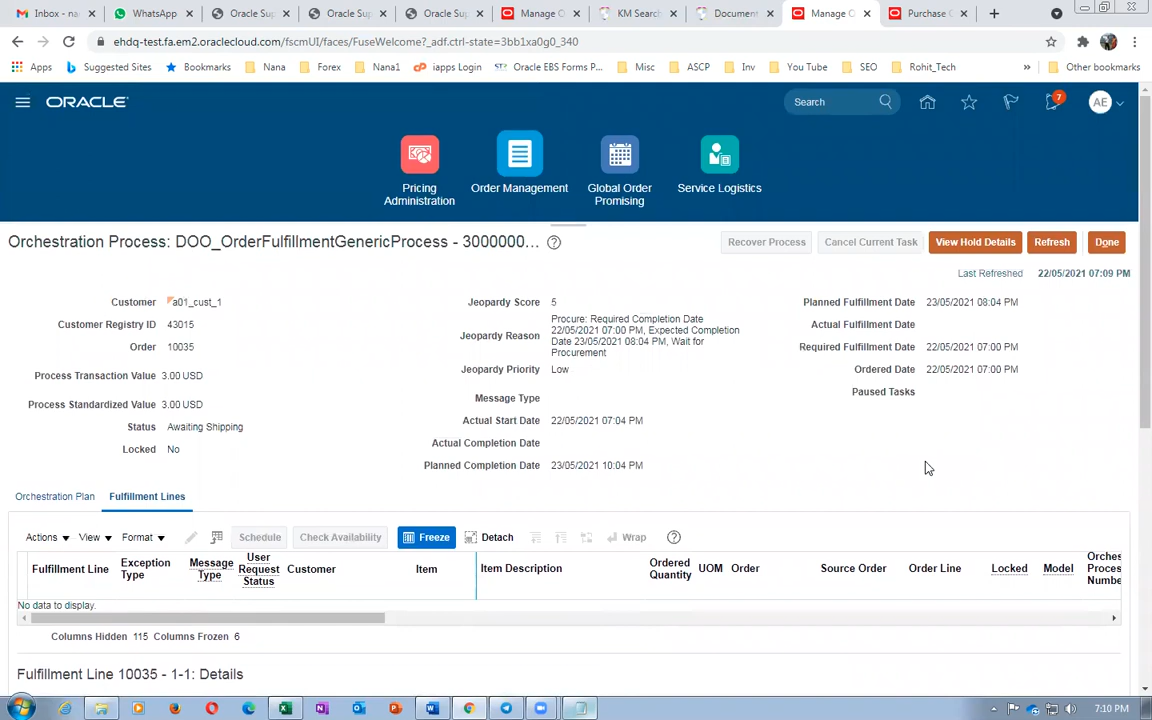 Inbox - na
WhatsApp
Oracle Sup
Oracle Sup
Oracle Sup
Manage O
KM Search
Document
Manage O
Purchase O
ehdq-test.fa.em2.oraclecloud.com/fscmUI/faces/FuseWelcome?_adf.ctrl-state=3bb1xa0g0_340
Apps
Suggested Sites
Bookmarks
Nana
Forex
Nana1
iapps Login
Oracle EBS Forms P...
Misc
ASCP
Inv
You Tube
SEO
Rohit_Tech
»
Other bookmarks
ORACLE
Search
7
AE
Pricing Administration
Order Management
Global Order Promising
Service Logistics
Orchestration Process: DOO_OrderFulfillmentGenericProcess - 3000000...
Recover Process
Cancel Current Task
View Hold Details
Refresh
Done
Last Refreshed 22/05/2021 07:09 PM
Customer a01_cust_1
Customer Registry ID 43015
Order 10035
Process Transaction Value 3.00 USD
Process Standardized Value 3.00 USD
Status Awaiting Shipping
Locked No
Jeopardy Score 5
Jeopardy Reason Procure: Required Completion Date
22/05/2021 07:00 PM, Expected Completion
Date 23/05/2021 08:04 PM, Wait for
Procurement
Jeopardy Priority Low
Message Type
Actual Start Date 22/05/2021 07:04 PM
Actual Completion Date
Planned Completion Date 23/05/2021 10:04 PM
Planned Fulfillment Date 23/05/2021 08:04 PM
Actual Fulfillment Date
Required Fulfillment Date 22/05/2021 07:00 PM
Ordered Date 22/05/2021 07:00 PM
Paused Tasks
Orchestration Plan
Fulfillment Lines
Actions
View
Format
Schedule
Check Availability
Freeze
Detach
Wrap
Fulfillment Line
Exception Type
Message Type
User Request Status
Customer
Item
Item Description
Ordered Quantity
UOM
Order
Source Order
Order Line
Locked
Model
Orches Proces Numbe
No data to display.
Columns Hidden 115 Columns Frozen 6
Fulfillment Line 10035 - 1-1: Details
7:10 PM